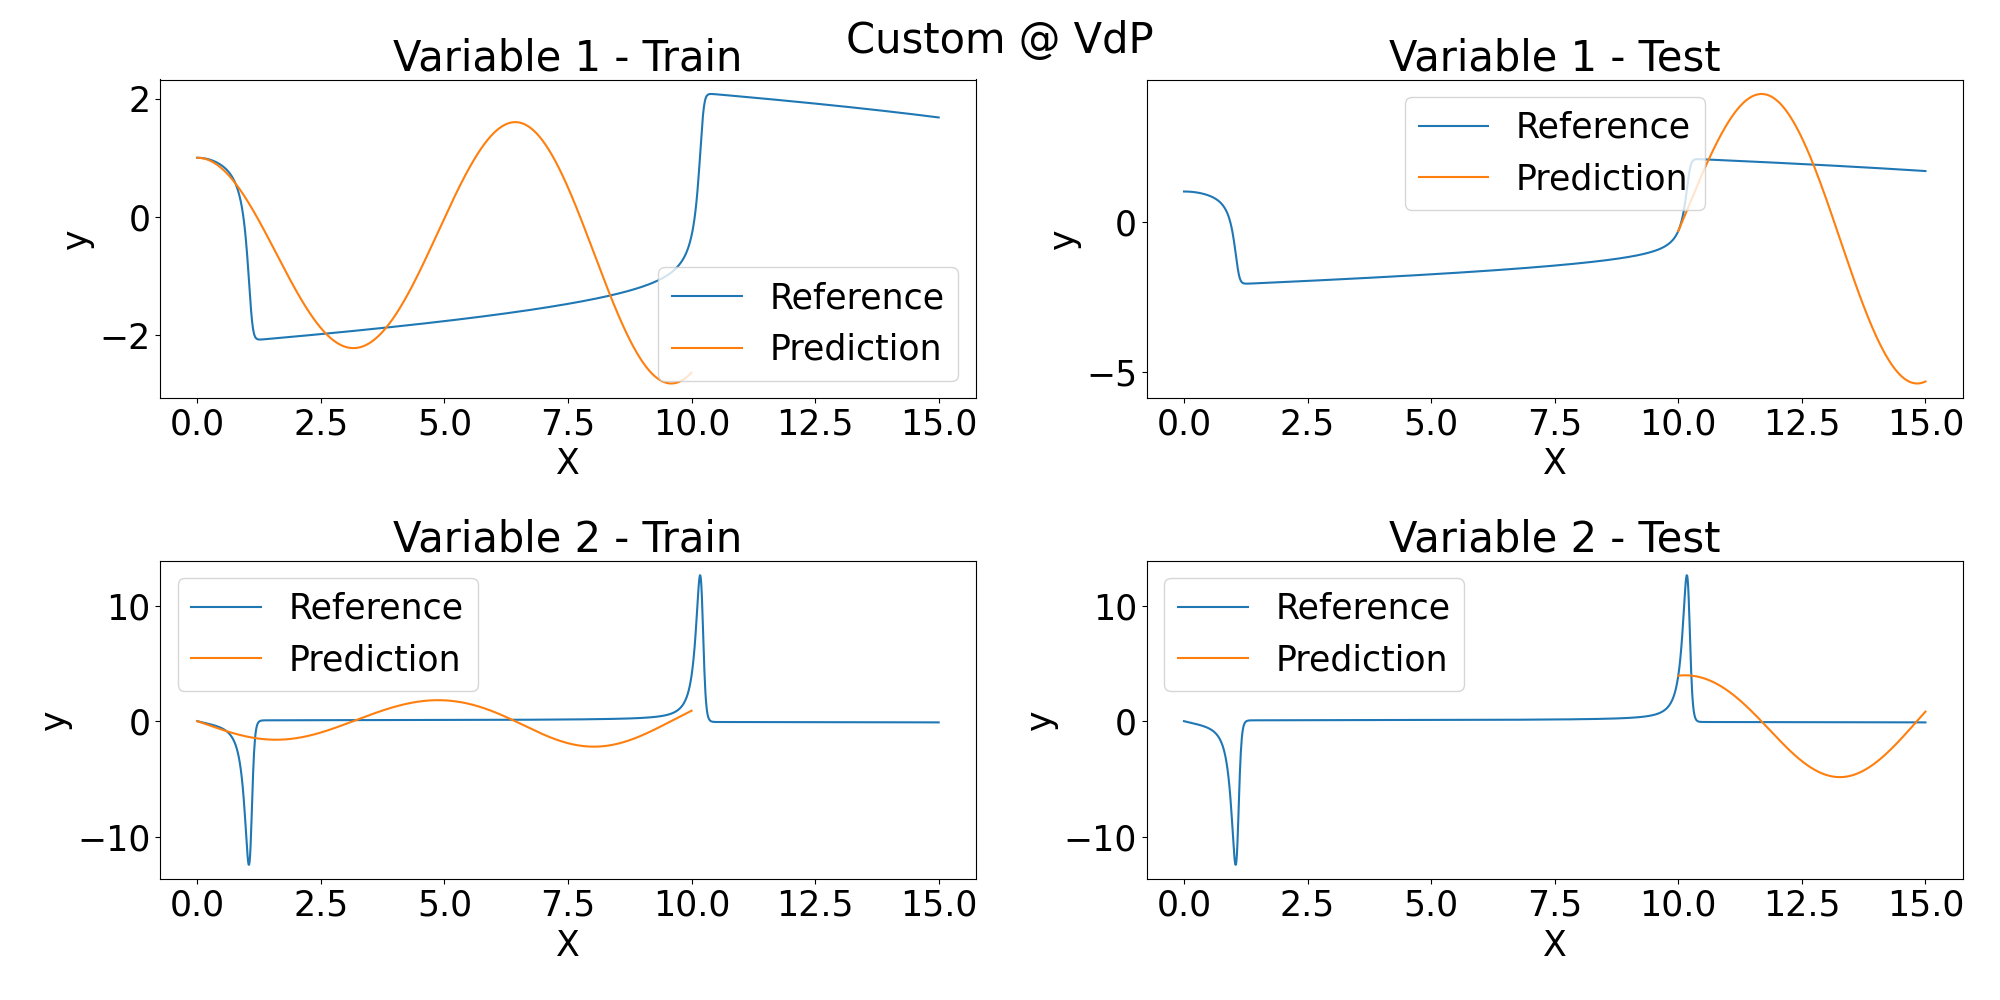 Custom @ VdP
Variable 1 - Train
2
0
−2
y
Reference
Prediction
0.0 2.5 5.0 7.5 10.0 12.5 15.0
X
Variable 1 - Test
0
−5
y
Reference
Prediction
0.0 2.5 5.0 7.5 10.0 12.5 15.0
X
Variable 2 - Train
10
0
−10
y
Reference
Prediction
0.0 2.5 5.0 7.5 10.0 12.5 15.0
X
Variable 2 - Test
10
0
−10
y
Reference
Prediction
0.0 2.5 5.0 7.5 10.0 12.5 15.0
X